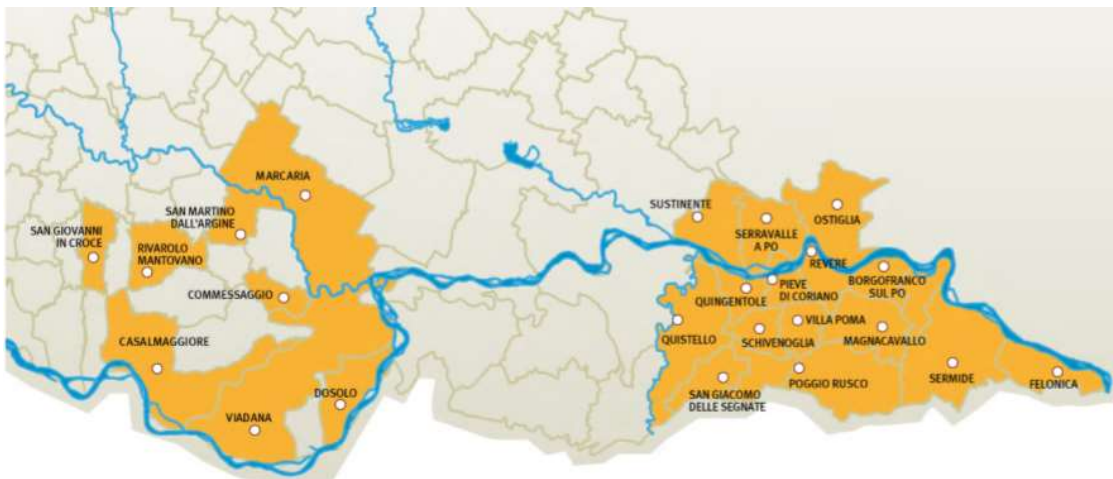 MARCARIA
SAN MARTINO
DALL'ARGINE
SAN GIOVANNI
IN CROCE
RIVAROLO
MANTOVANO
COMMESSAGGIO
CASALMAGGIORE
DOSOLO
VIADANA
SUSTINENTE
SERRAVALLE
A PO
OSTIGLIA
REVERE
BORGOFRANCO
SUL PO
PIEVE
DI CORIANO
QUINGENTOLE
VILLA POMA
QUISTELLO
SCHIVENOGLIA
MAGNACAVALLO
POGGIO RUSCO
SERMIDE
FELONICA
SAN GIACOMO
DELLE SEGNATE